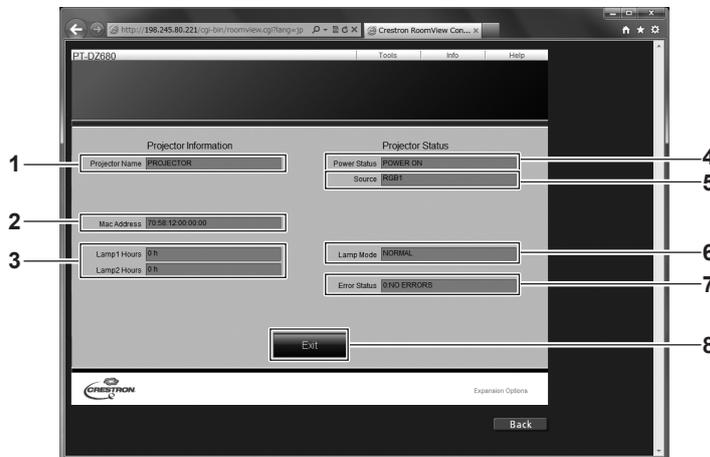 http://198.245.80.221/cgi-bin/roomview.cgi?lang=jp
Crestron RoomView Con...
PT-DZ680
Tools Info Help
Projector Information
Projector Status
1
Projector Name PROJECTOR
Power Status POWER ON
4
Source RGB1
5
2
Mac Address 70:58:12:00:00:00
3
Lamp1 Hours 0 h
Lamp2 Hours 0 h
Lamp Mode NORMAL
6
Error Status 0:NO ERRORS
7
Exit
8
CRESTRON
Expansion Options
Back